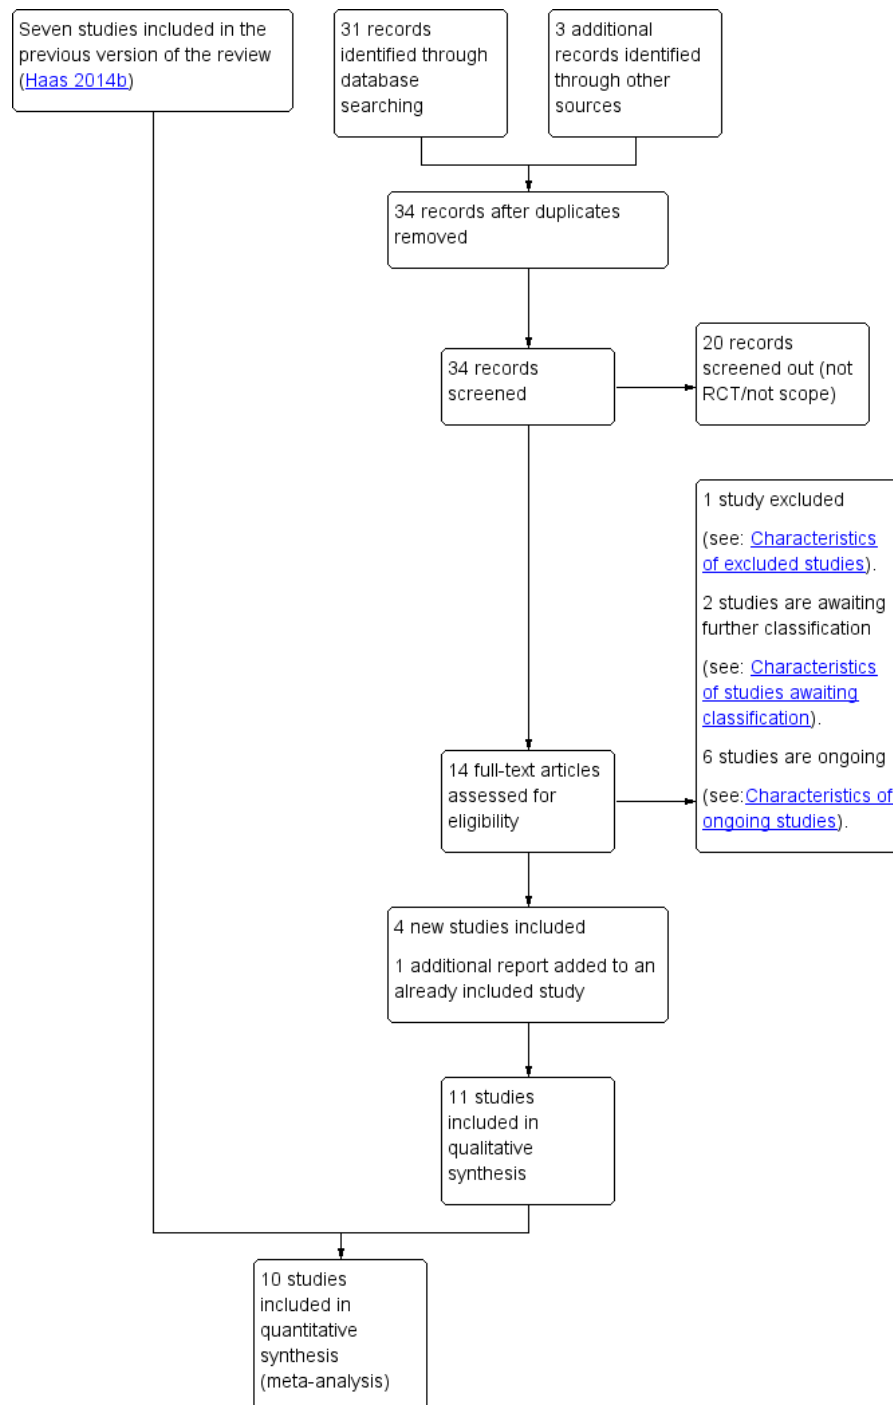 Seven studies included in the
previous version of the review
(Haas 2014b)
31 records
identified through
database
searching
3 additional
records identified
through other
sources
34 records after duplicates
removed
34 records
screened
20 records
screened out (not
RCT/not scope)
1 study excluded
(see: Characteristics
of excluded studies).
2 studies are awaiting
further classification
(see: Characteristics
of studies awaiting
classification).
6 studies are ongoing
(see:Characteristics of
ongoing studies).
14 full-text articles
assessed for
eligibility
4 new studies included
1 additional report added to an
already included study
11 studies
included in
qualitative
synthesis
10 studies
included in
quantitative
synthesis
(meta-analysis)